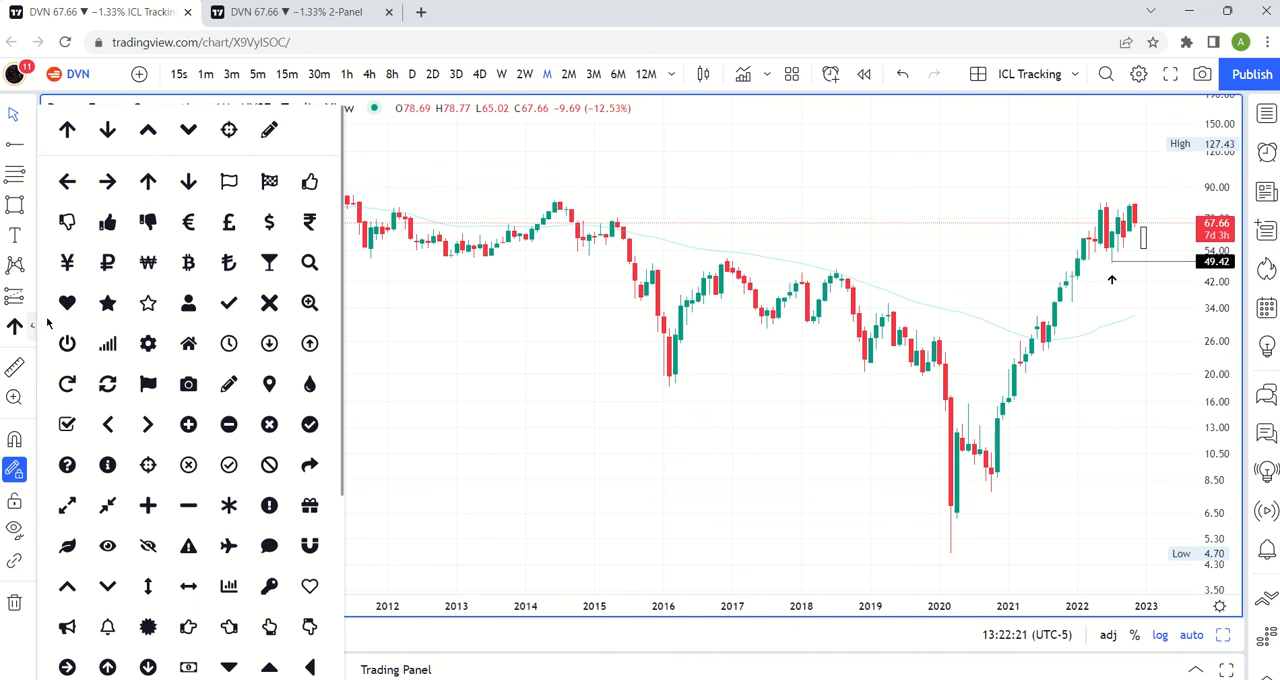 DVN 67.66 ▼ −1.33% ICL Trackin
DVN 67.66 ▼ −1.33% 2-Panel
tradingview.com/chart/X9VyISOC/
A
11
DVN
15s 1m 3m 5m 15m 30m 1h 4h 8h D 2D 3D 4D W 2W M 2M 3M 6M 12M
ICL Tracking
Publish
O78.69 H78.77 L65.02 C67.66 −9.69 (−12.53%)
150.00
High 127.43
120.00
90.00
67.66
7d 3h
54.00
49.42
42.00
34.00
26.00
20.00
16.00
13.00
10.50
8.50
6.50
5.30
Low 4.70
4.30
3.50
2012 2013 2014 2015 2016 2017 2018 2019 2020 2021 2022 2023
13:22:21 (UTC-5) adj % log auto
Trading Panel